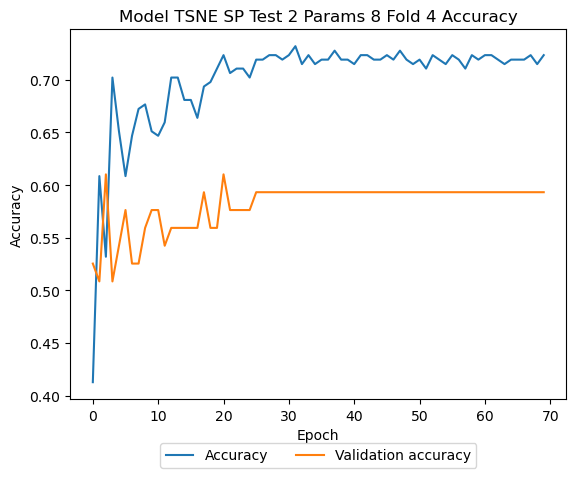 Model TSNE SP Test 2 Params 8 Fold 4 Accuracy
0.70
0.65
0.60
0.55
0.50
0.45
0.40
Accuracy
0 10 20 30 40 50 60 70
Epoch
Accuracy Validation accuracy